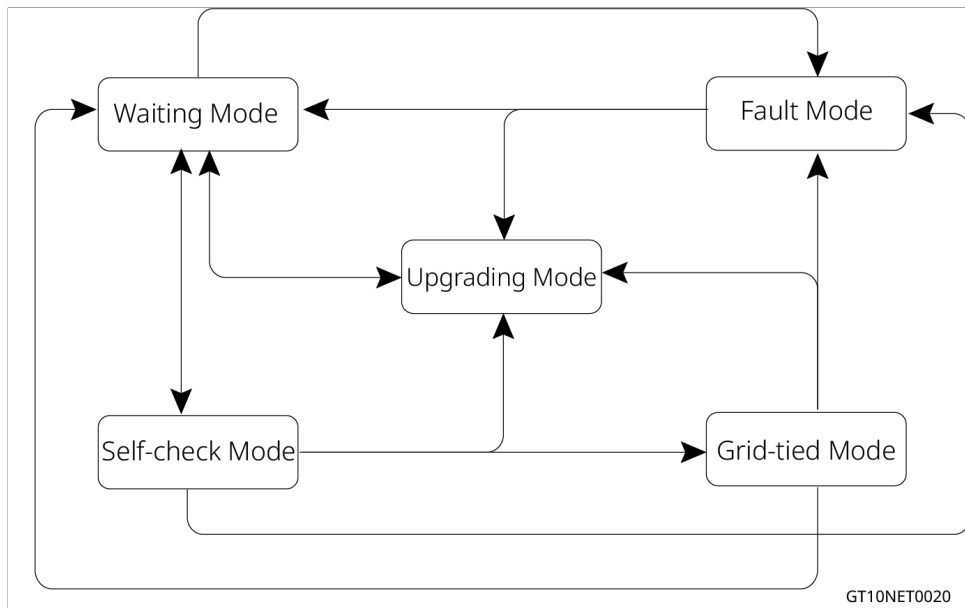 Waiting Mode
Fault Mode
Upgrading Mode
Self-check Mode
Grid-tied Mode
GT10NET0020